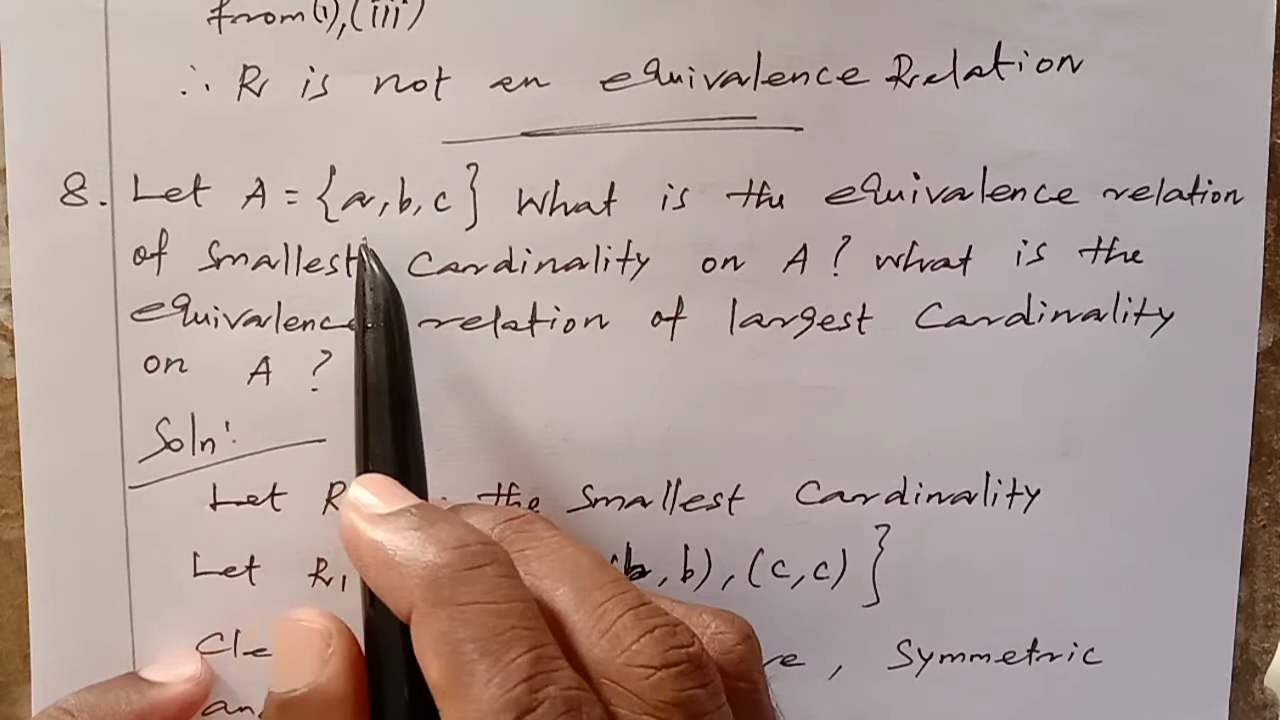 from(i),(iii)
∴ R is not an equivalence Relation
8. Let A = {a,b,c} What is the equivalence relation
of Smallest Cardinality on A? what is the
equivalence relation of largest Cardinality
on A ?
Soln:
Let the Smallest Cardinality
Let R1 b), (c,c) }
Symmetric